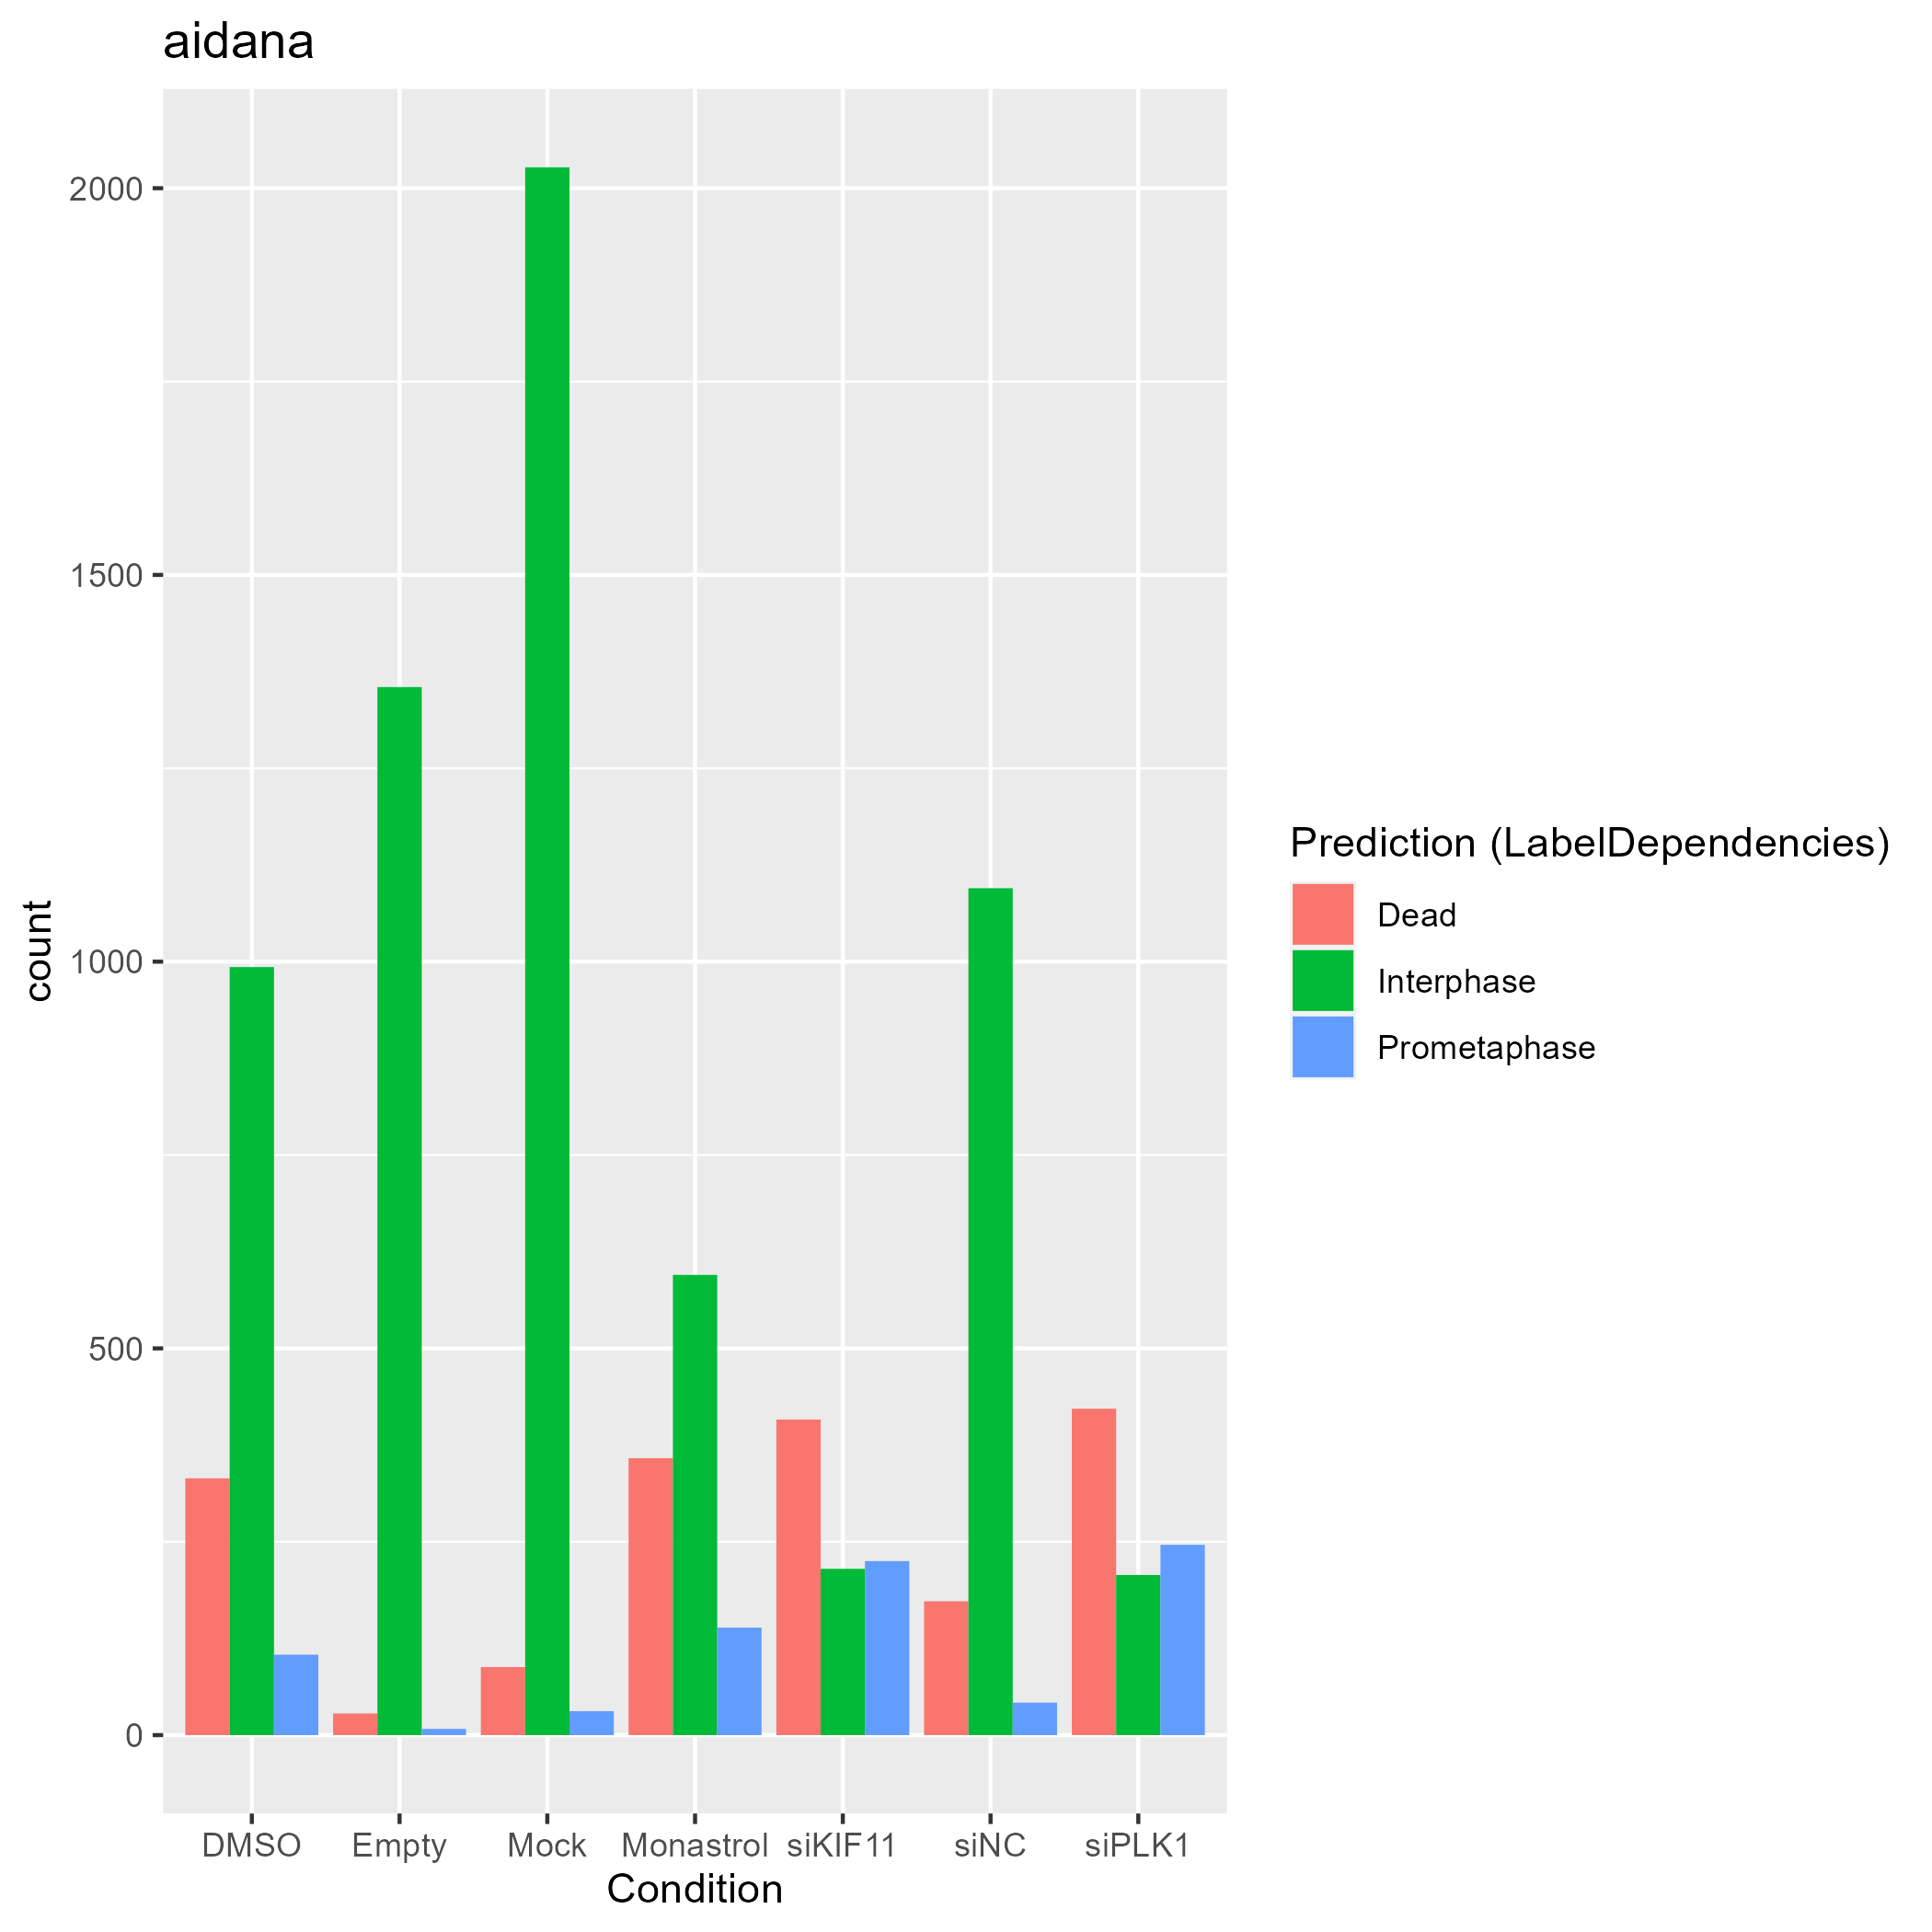 aidana
2000
1500
1000
500
0
count
DMSO Empty Mock Monastrol siKIF11 siNC siPLK1
Condition
Prediction (LabelDependencies)
Dead
Interphase
Prometaphase